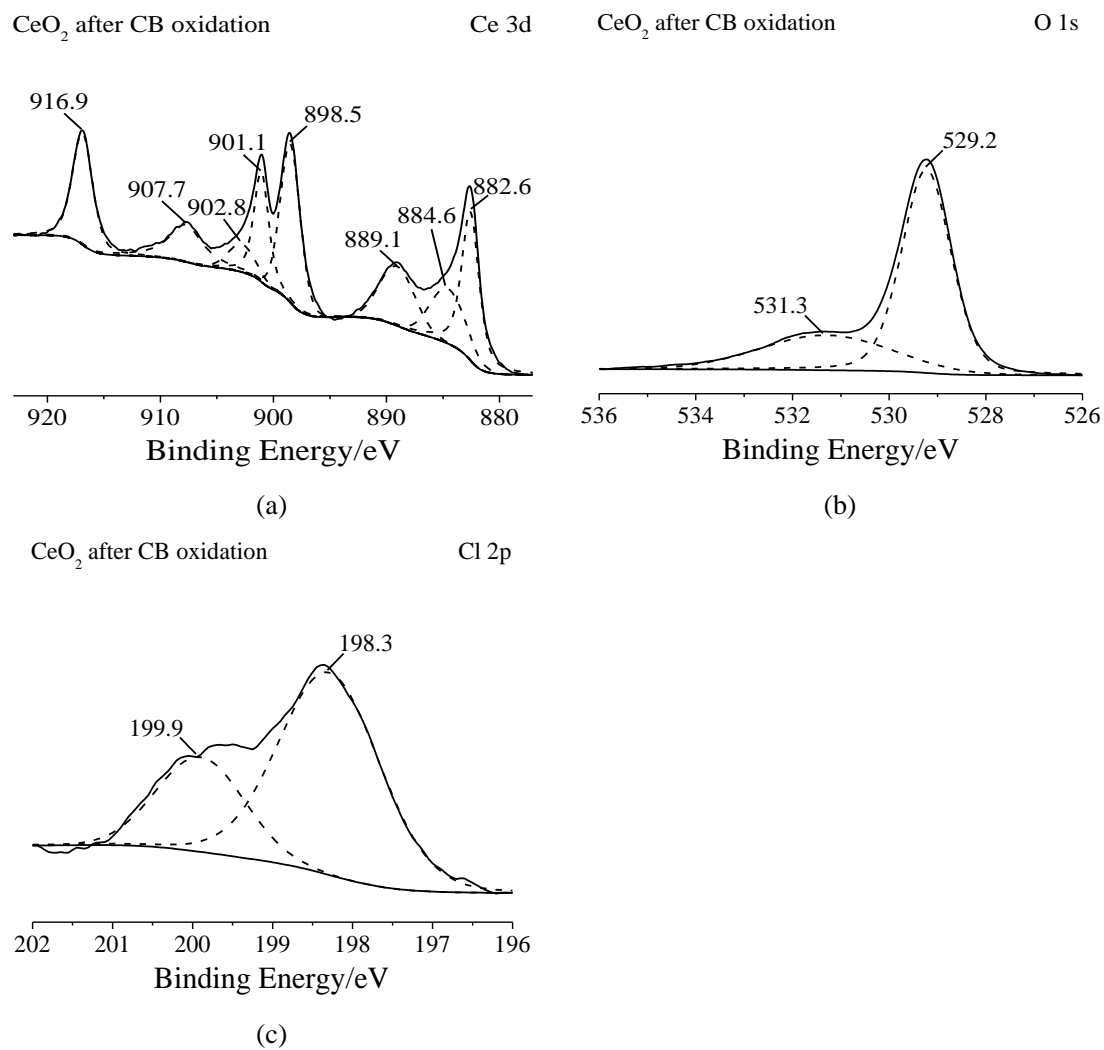 CeO2 after CB oxidation Ce 3d
916.9
907.7
902.8
901.1
898.5
889.1
884.6
882.6
920 910 900 890 880
Binding Energy/eV
(a)
CeO2 after CB oxidation O 1s
529.2
531.3
536 534 532 530 528 526
Binding Energy/eV
(b)
CeO2 after CB oxidation Cl 2p
198.3
199.9
202 201 200 199 198 197 196
Binding Energy/eV
(c)